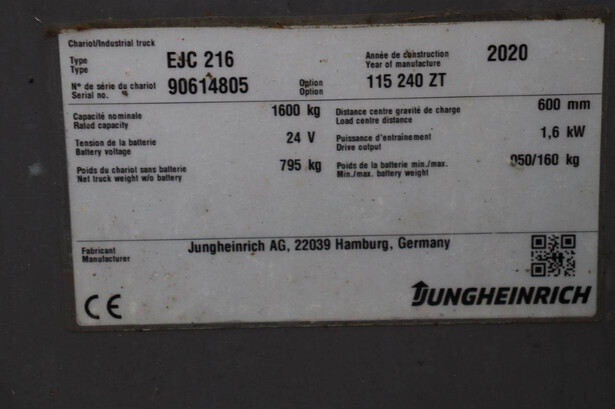 Chariot/Industrial truck
Type EJC 216 Année de construction 2020
Type Year of manufacture
N° de série du chariot 90614805 Option 115 240 ZT
Serial no. Option
Capacité nominale 1600 kg Distance centre gravité de charge 600 mm
Rated capacity Load centre distance
Tension de la batterie 24 V Puissance d'entrainement 1,6 kW
Battery voltage Drive output
Poids du chariot sans batterie 795 kg Poids de la batterie min./max. 050/160 kg
Net truck weight w/o battery Min./max. battery weight
Fabricant Jungheinrich AG, 22039 Hamburg, Germany
Manufacturer
CE JUNGHEINRICH